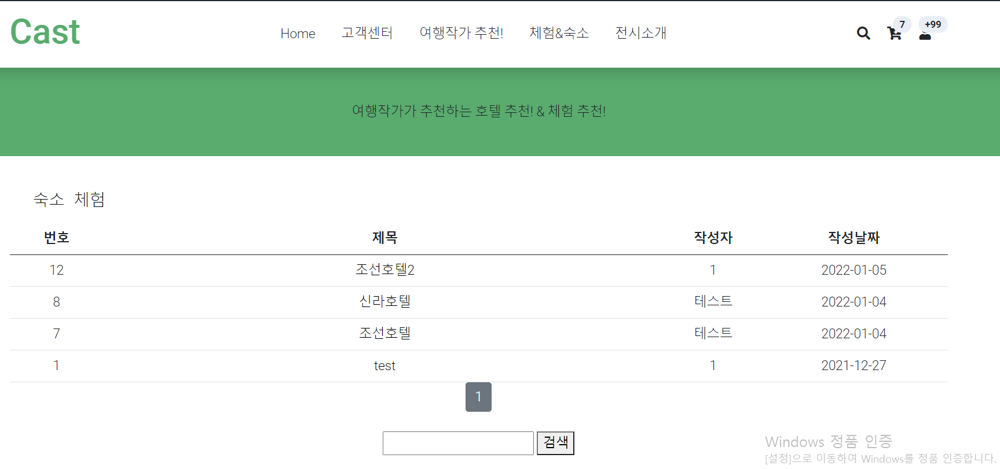 Cast Home 고객센터 여행작가 추천! 체험&숙소 전시소개 7 +99
여행작가가 추천하는 호텔 추천! & 체험 추천!
숙소 체험
번호 제목 작성자 작성날짜
12 조선호텔2 1 2022-01-05
8 신라호텔 테스트 2022-01-04
7 조선호텔 테스트 2022-01-04
1 test 1 2021-12-27
1
검색
Windows 정품 인증
[설정]으로 이동하여 Windows를 정품 인증합니다.